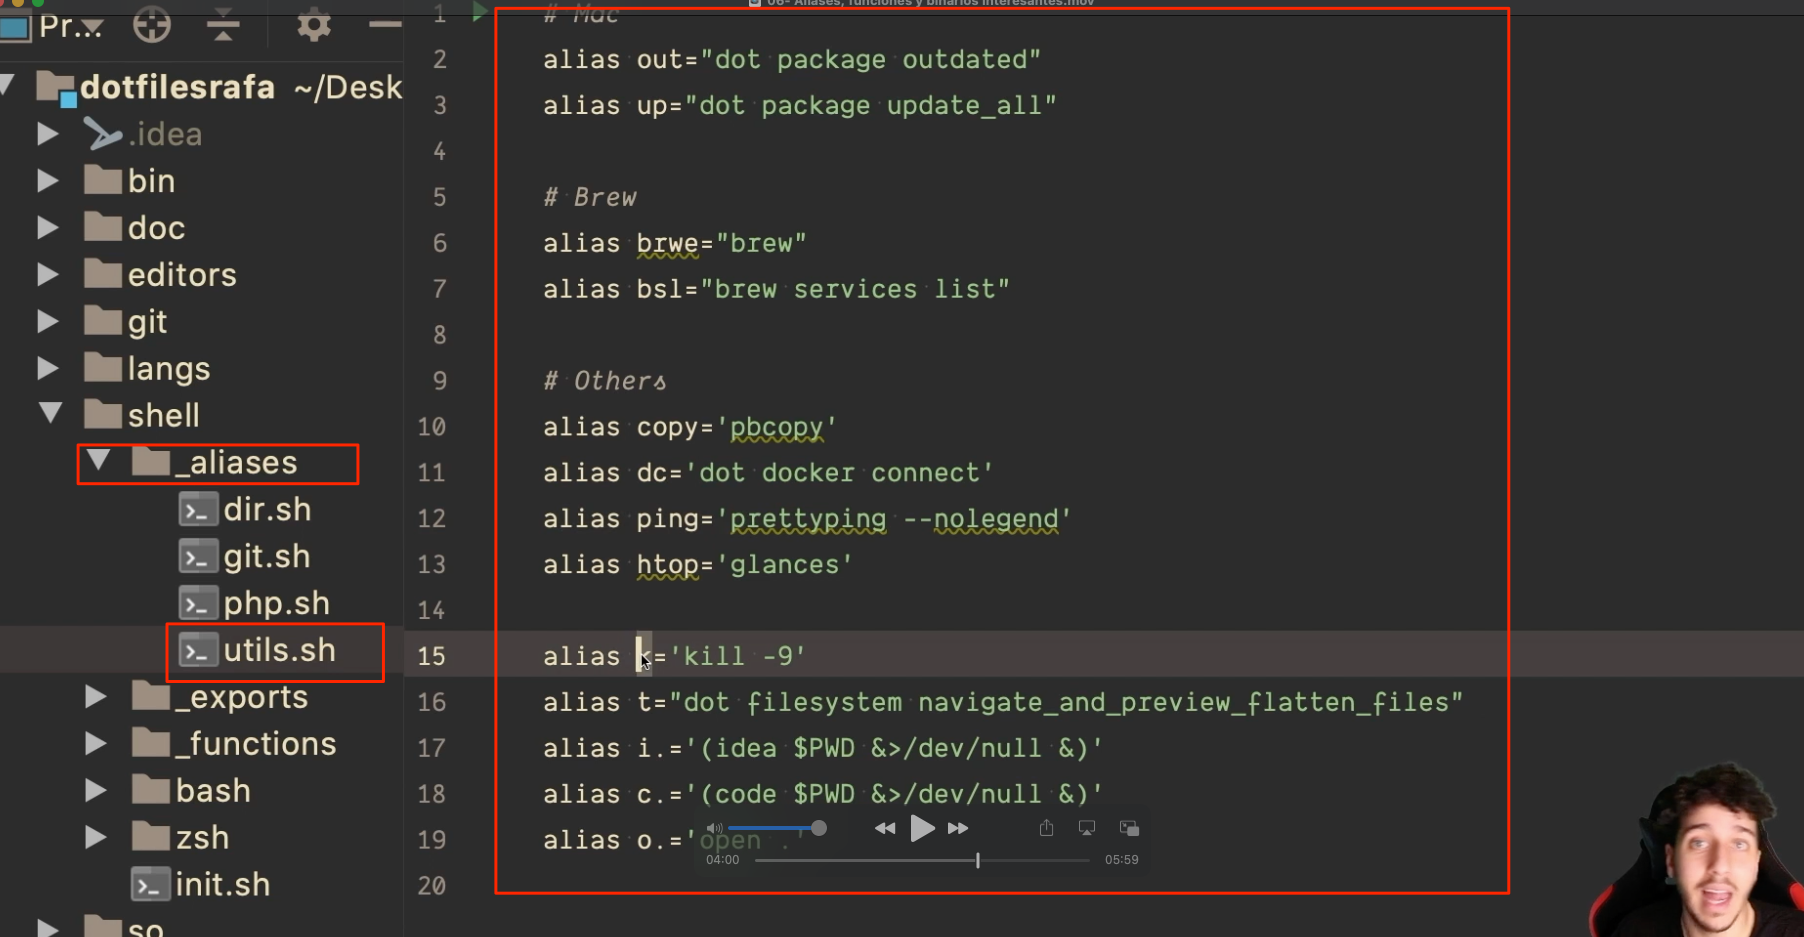 06- Aliases, funciones y binarios interesantes.mov
Pr...
dotfilesrafa ~/Desk
.idea
bin
doc
editors
git
langs
shell
_aliases
dir.sh
git.sh
php.sh
utils.sh
_exports
_functions
bash
zsh
init.sh
so
1 # Mac
2 alias out="dot package outdated"
3 alias up="dot package update_all"
4
5 # Brew
6 alias brwe="brew"
7 alias bsl="brew services list"
8
9 # Others
10 alias copy='pbcopy'
11 alias dc='dot docker connect'
12 alias ping='prettyping --nolegend'
13 alias htop='glances'
14
15 alias k='kill -9'
16 alias t="dot filesystem navigate_and_preview_flatten_files"
17 alias i.='(idea $PWD &>/dev/null &)'
18 alias c.='(code $PWD &>/dev/null &)'
19 alias o.='open .'
20
04:00
05:59